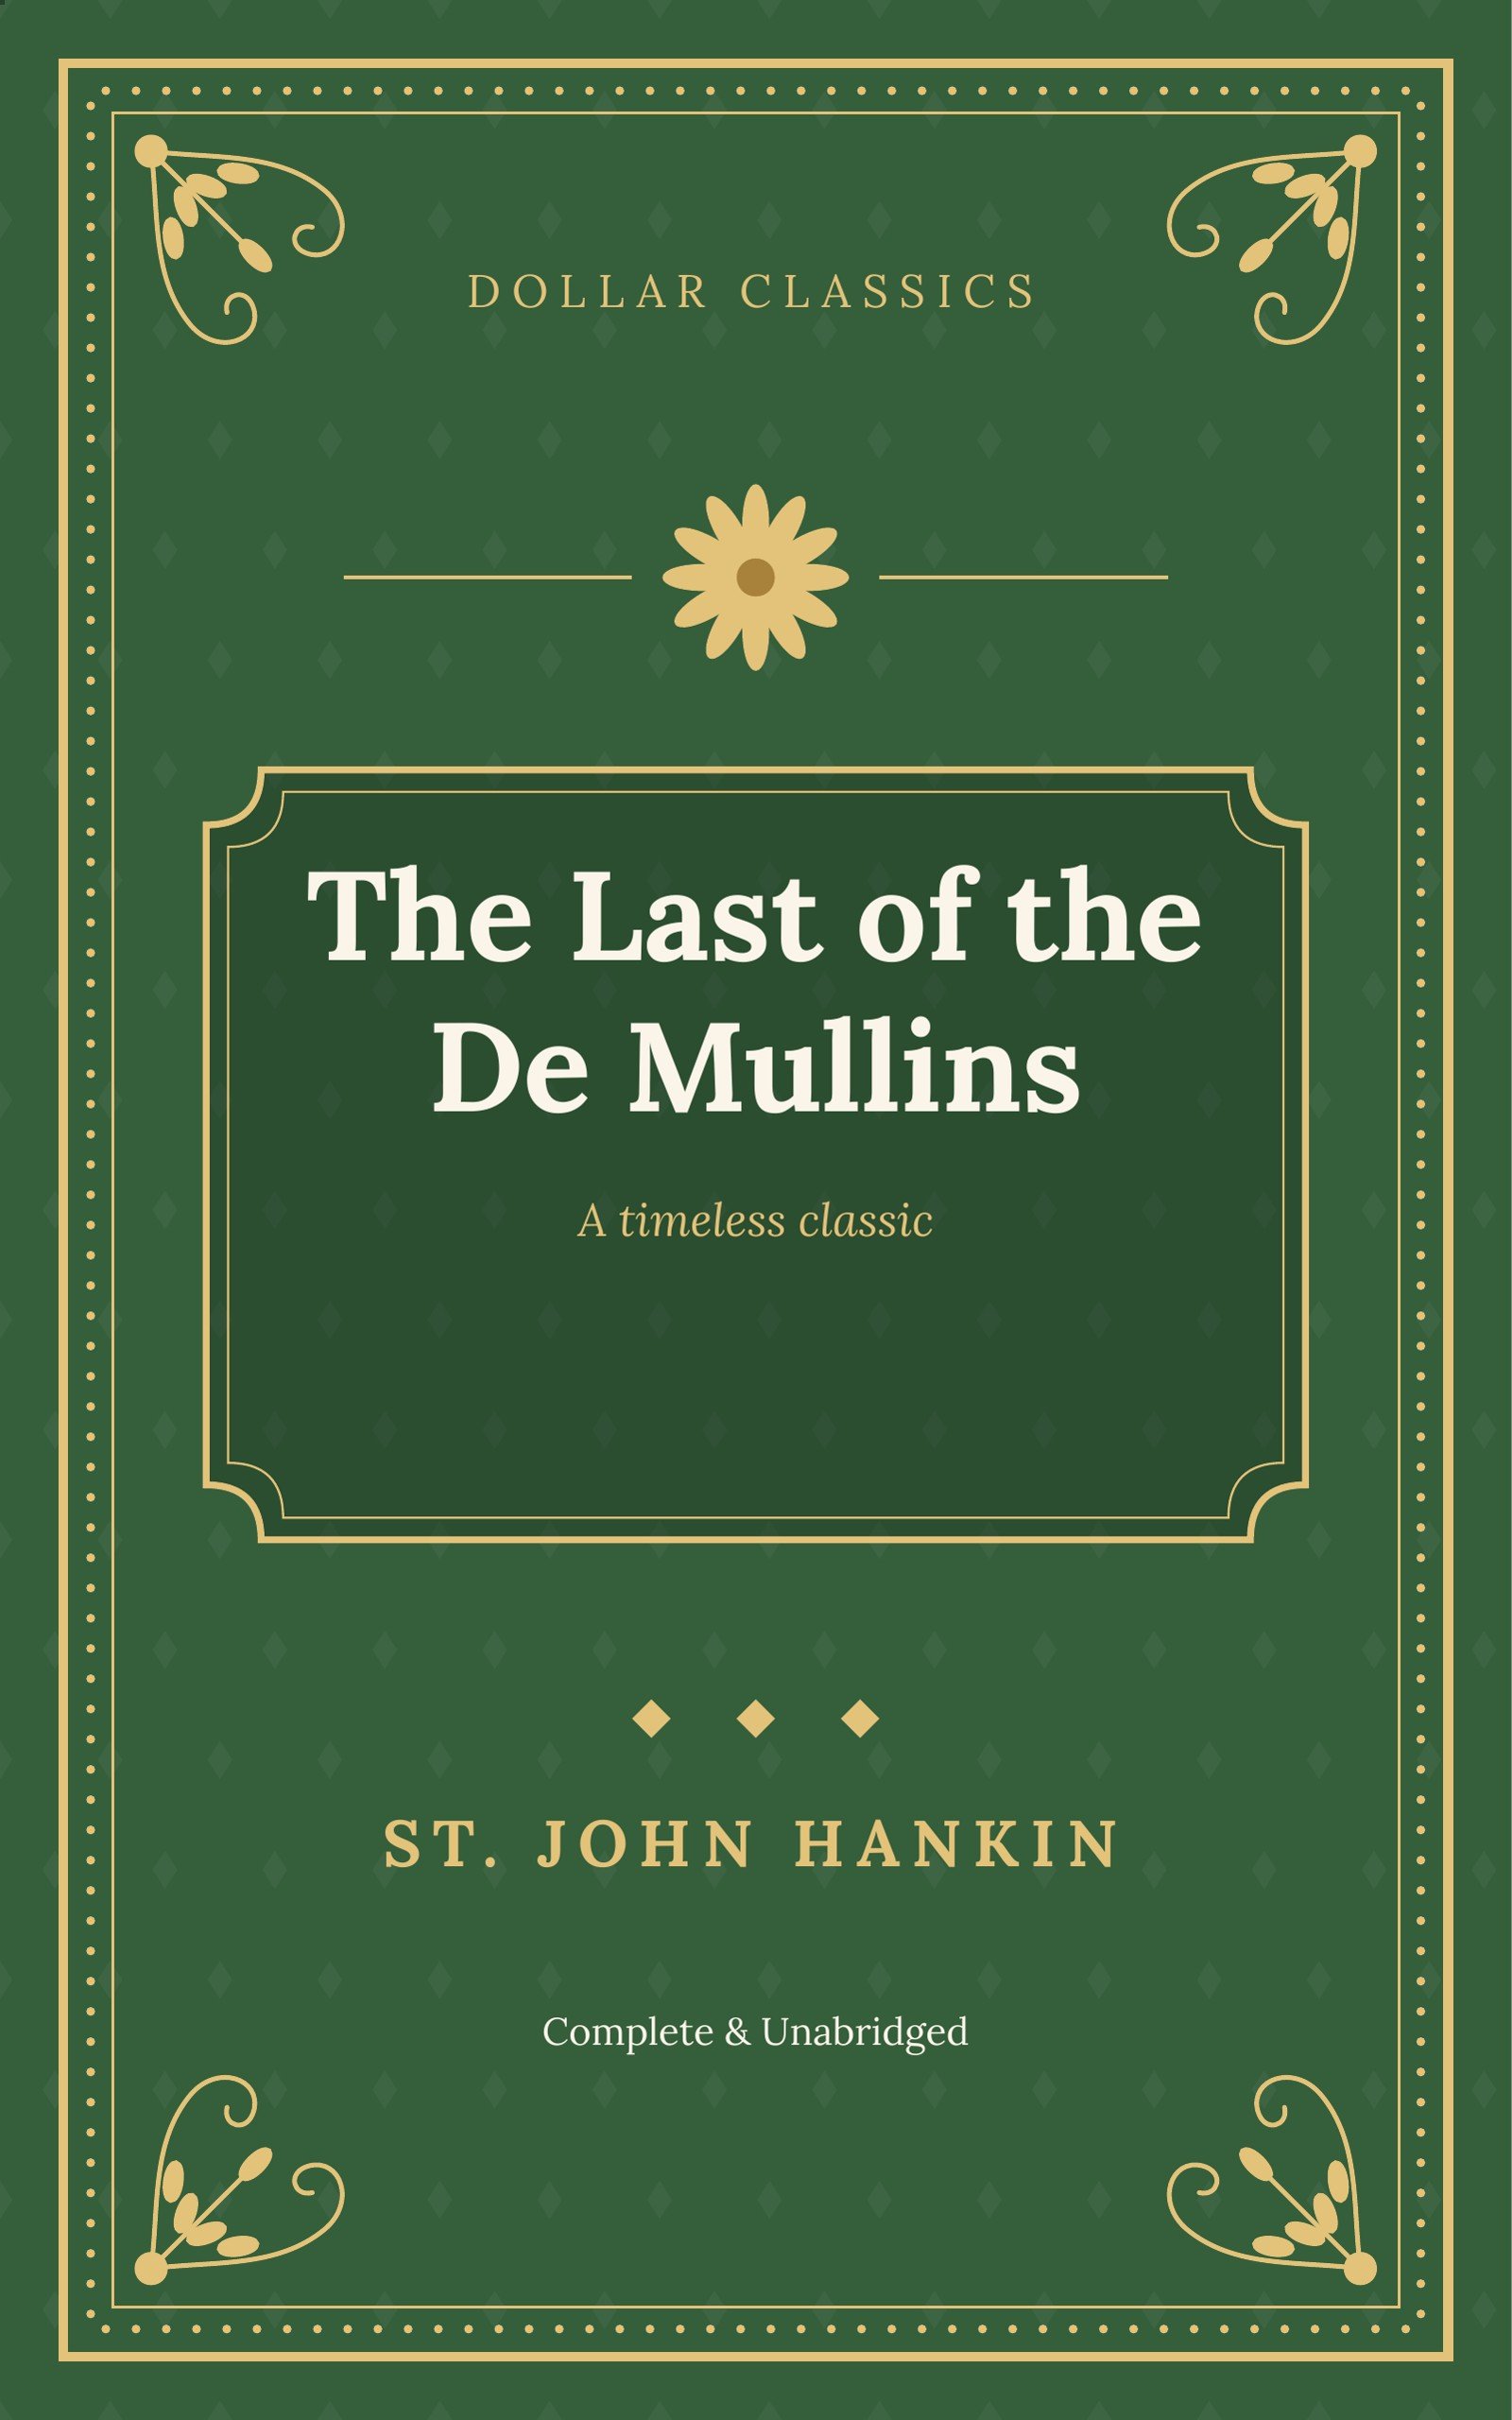 DOLLAR CLASSICS
The Last of the
De Mullins
A timeless classic
ST. JOHN HANKIN
Complete & Unabridged